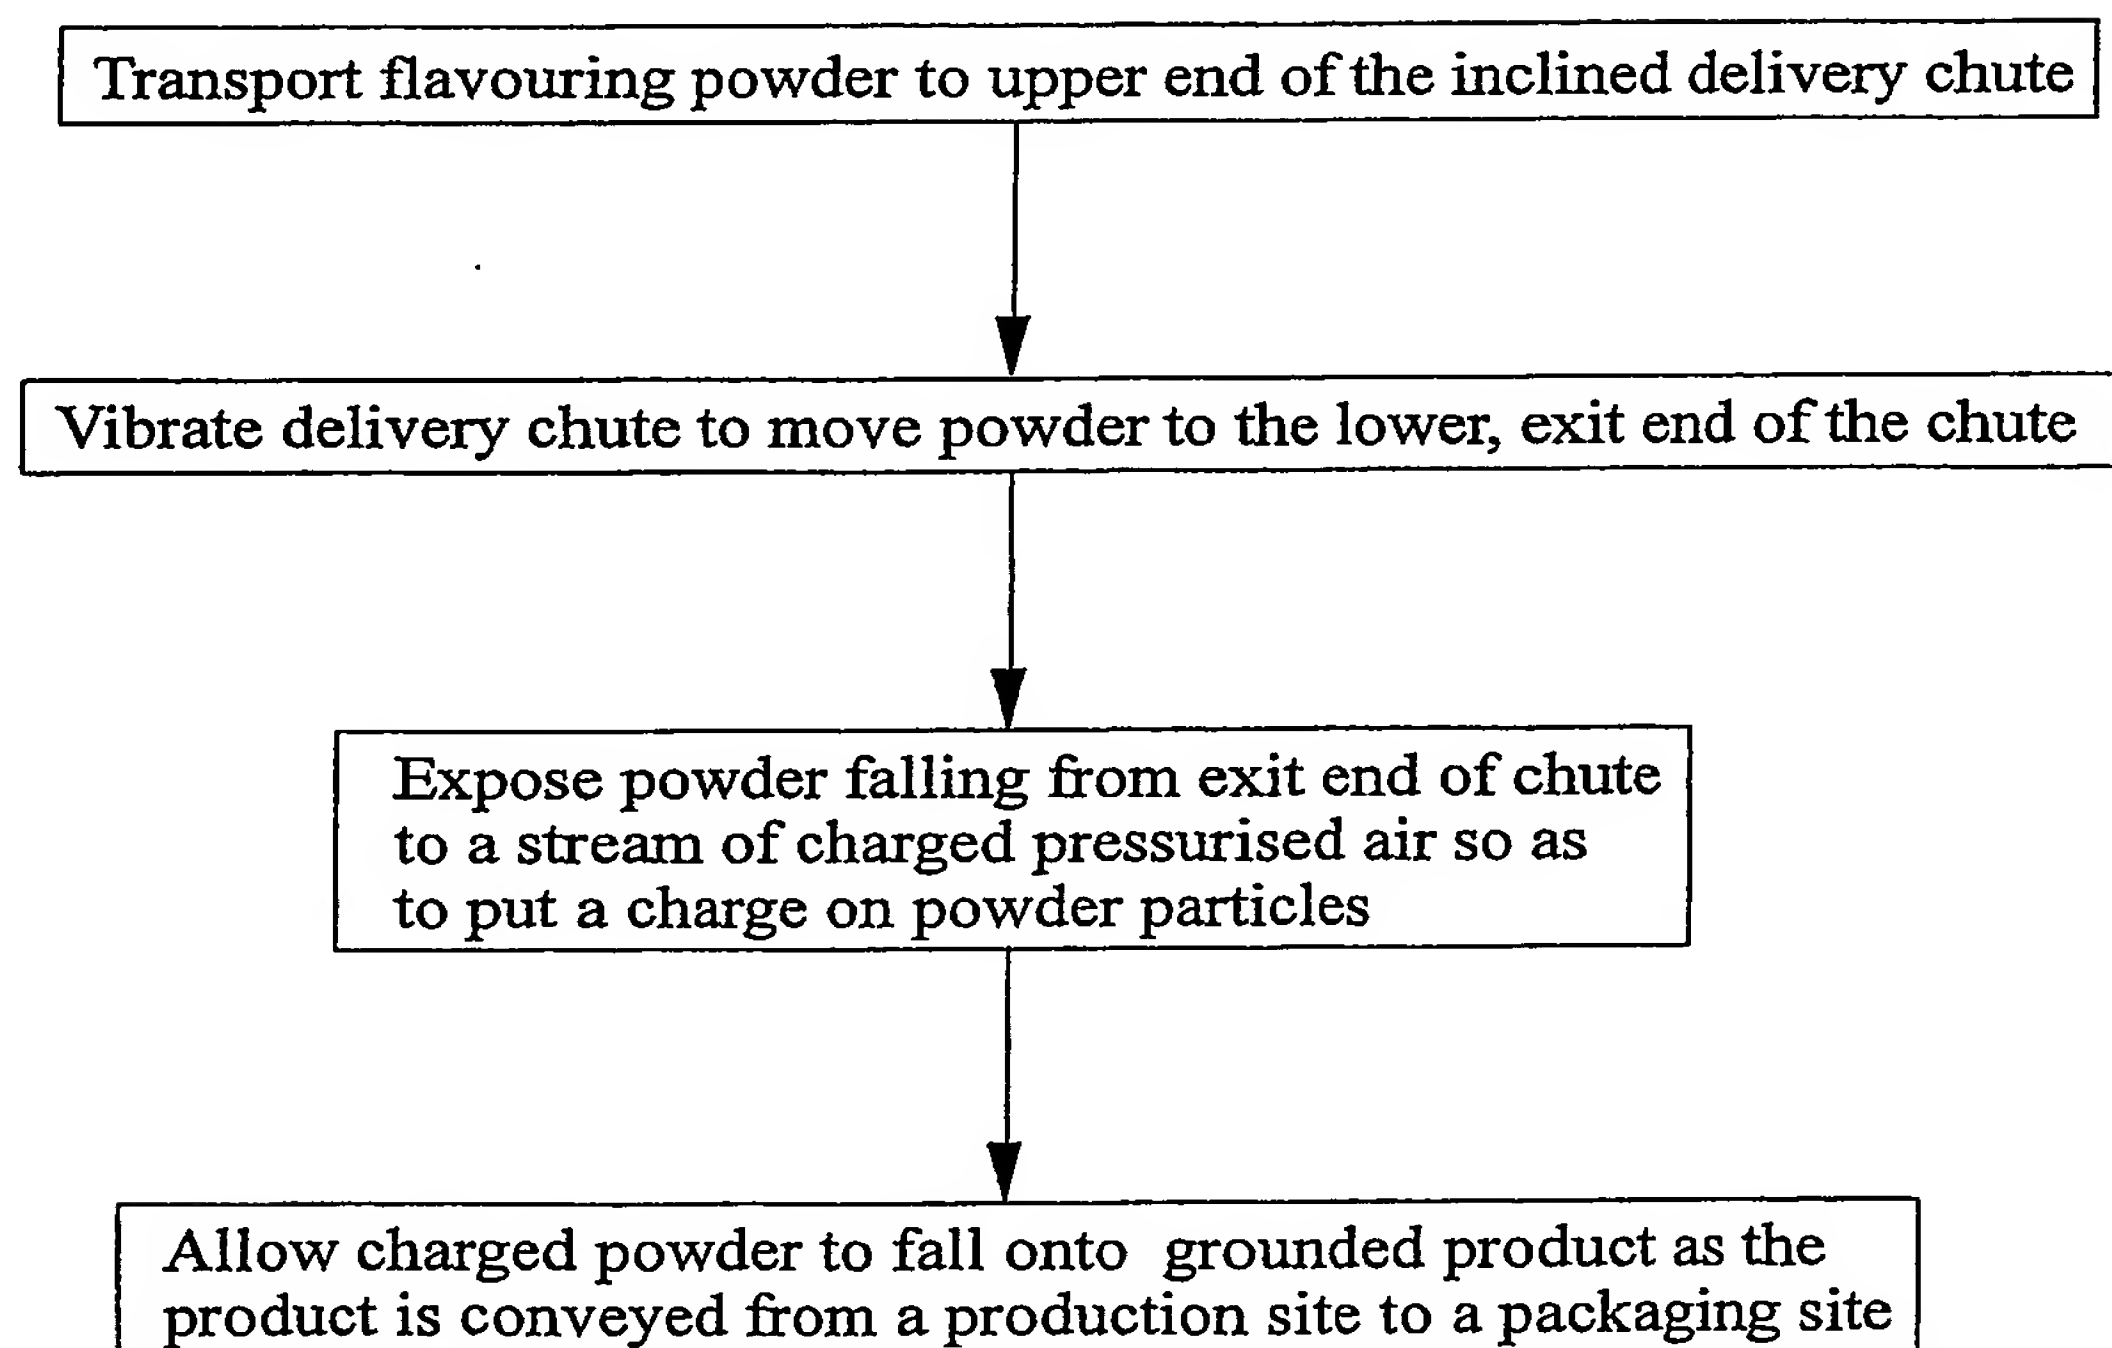 Transport flavouring powder to upper end of the inclined delivery chute
Vibrate delivery chute to move powder to the lower, exit end of the chute
Expose powder falling from exit end of chute
to a stream of charged pressurised air so as
to put a charge on powder particles
Allow charged powder to fall onto grounded product as the
product is conveyed from a production site to a packaging site